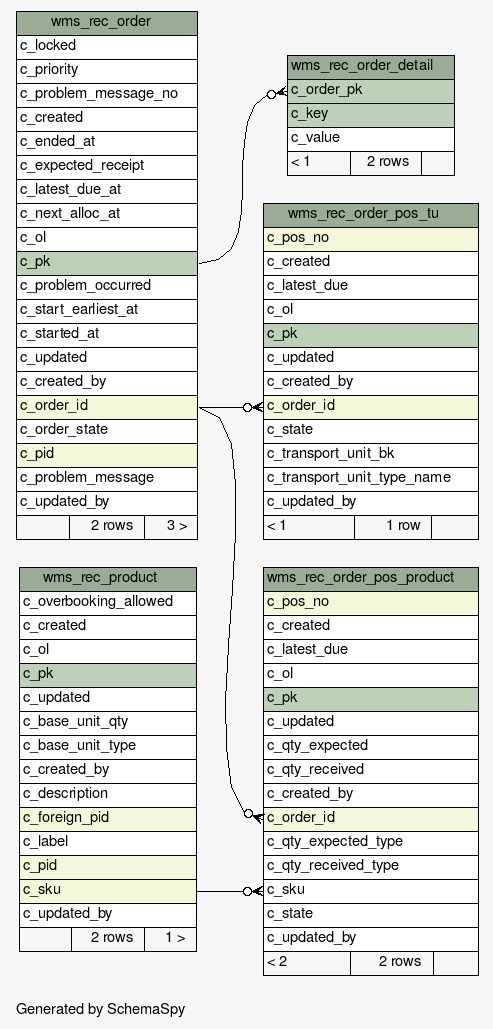 wms_rec_order
c_locked
c_priority
c_problem_message_no
c_created
c_ended_at
c_expected_receipt
c_latest_due_at
c_next_alloc_at
c_ol
c_pk
c_problem_occurred
c_start_earliest_at
c_started_at
c_updated
c_created_by
c_order_id
c_order_state
c_pid
c_problem_message
c_updated_by
2 rows 3 >
wms_rec_order_detail
c_order_pk
c_key
c_value
< 1 2 rows
wms_rec_order_pos_tu
c_pos_no
c_created
c_latest_due
c_ol
c_pk
c_updated
c_created_by
c_order_id
c_state
c_transport_unit_bk
c_transport_unit_type_name
c_updated_by
< 1 1 row
wms_rec_product
c_overbooking_allowed
c_created
c_ol
c_pk
c_updated
c_base_unit_qty
c_base_unit_type
c_created_by
c_description
c_foreign_pid
c_label
c_pid
c_sku
c_updated_by
2 rows 1 >
wms_rec_order_pos_product
c_pos_no
c_created
c_latest_due
c_ol
c_pk
c_updated
c_qty_expected
c_qty_received
c_created_by
c_order_id
c_qty_expected_type
c_qty_received_type
c_sku
c_state
c_updated_by
< 2 2 rows
Generated by SchemaSpy